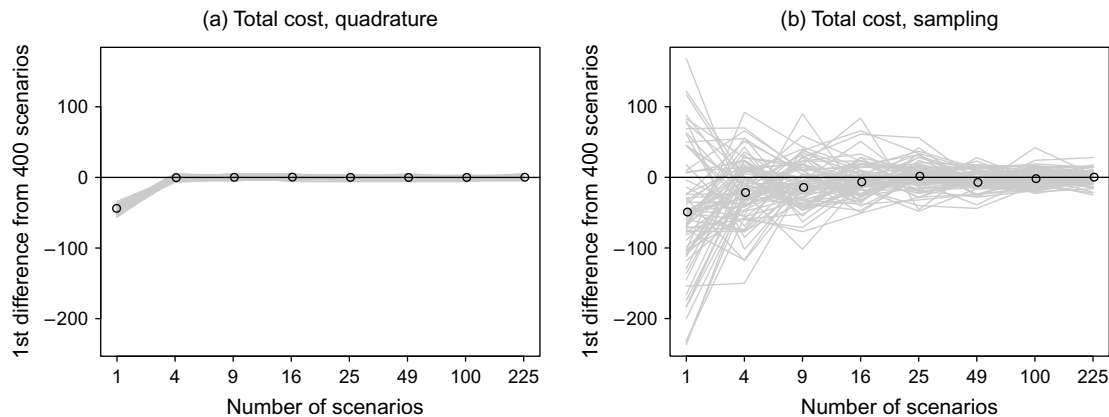 (a) Total cost, quadrature
1st difference from 400 scenarios
100
0
−100
−200
1 4 9 16 25 49 100 225
Number of scenarios
(b) Total cost, sampling
1st difference from 400 scenarios
100
0
−100
−200
1 4 9 16 25 49 100 225
Number of scenarios